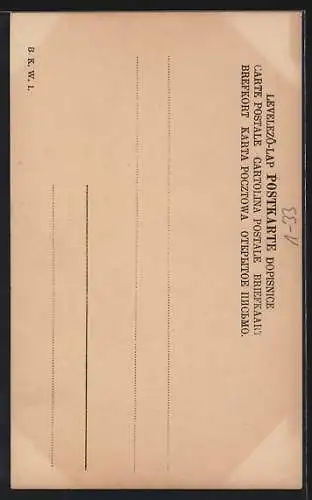 LEVELEZŐ-LAP POSTKARTE DOPISNICE
CARTE POSTALE CARTOLINA POSTALE BRIEFKAART
BREFKORT KARTA POCZTOWA ОТКРЫТОЕ ПИСЬМО.
B. K. W. I.